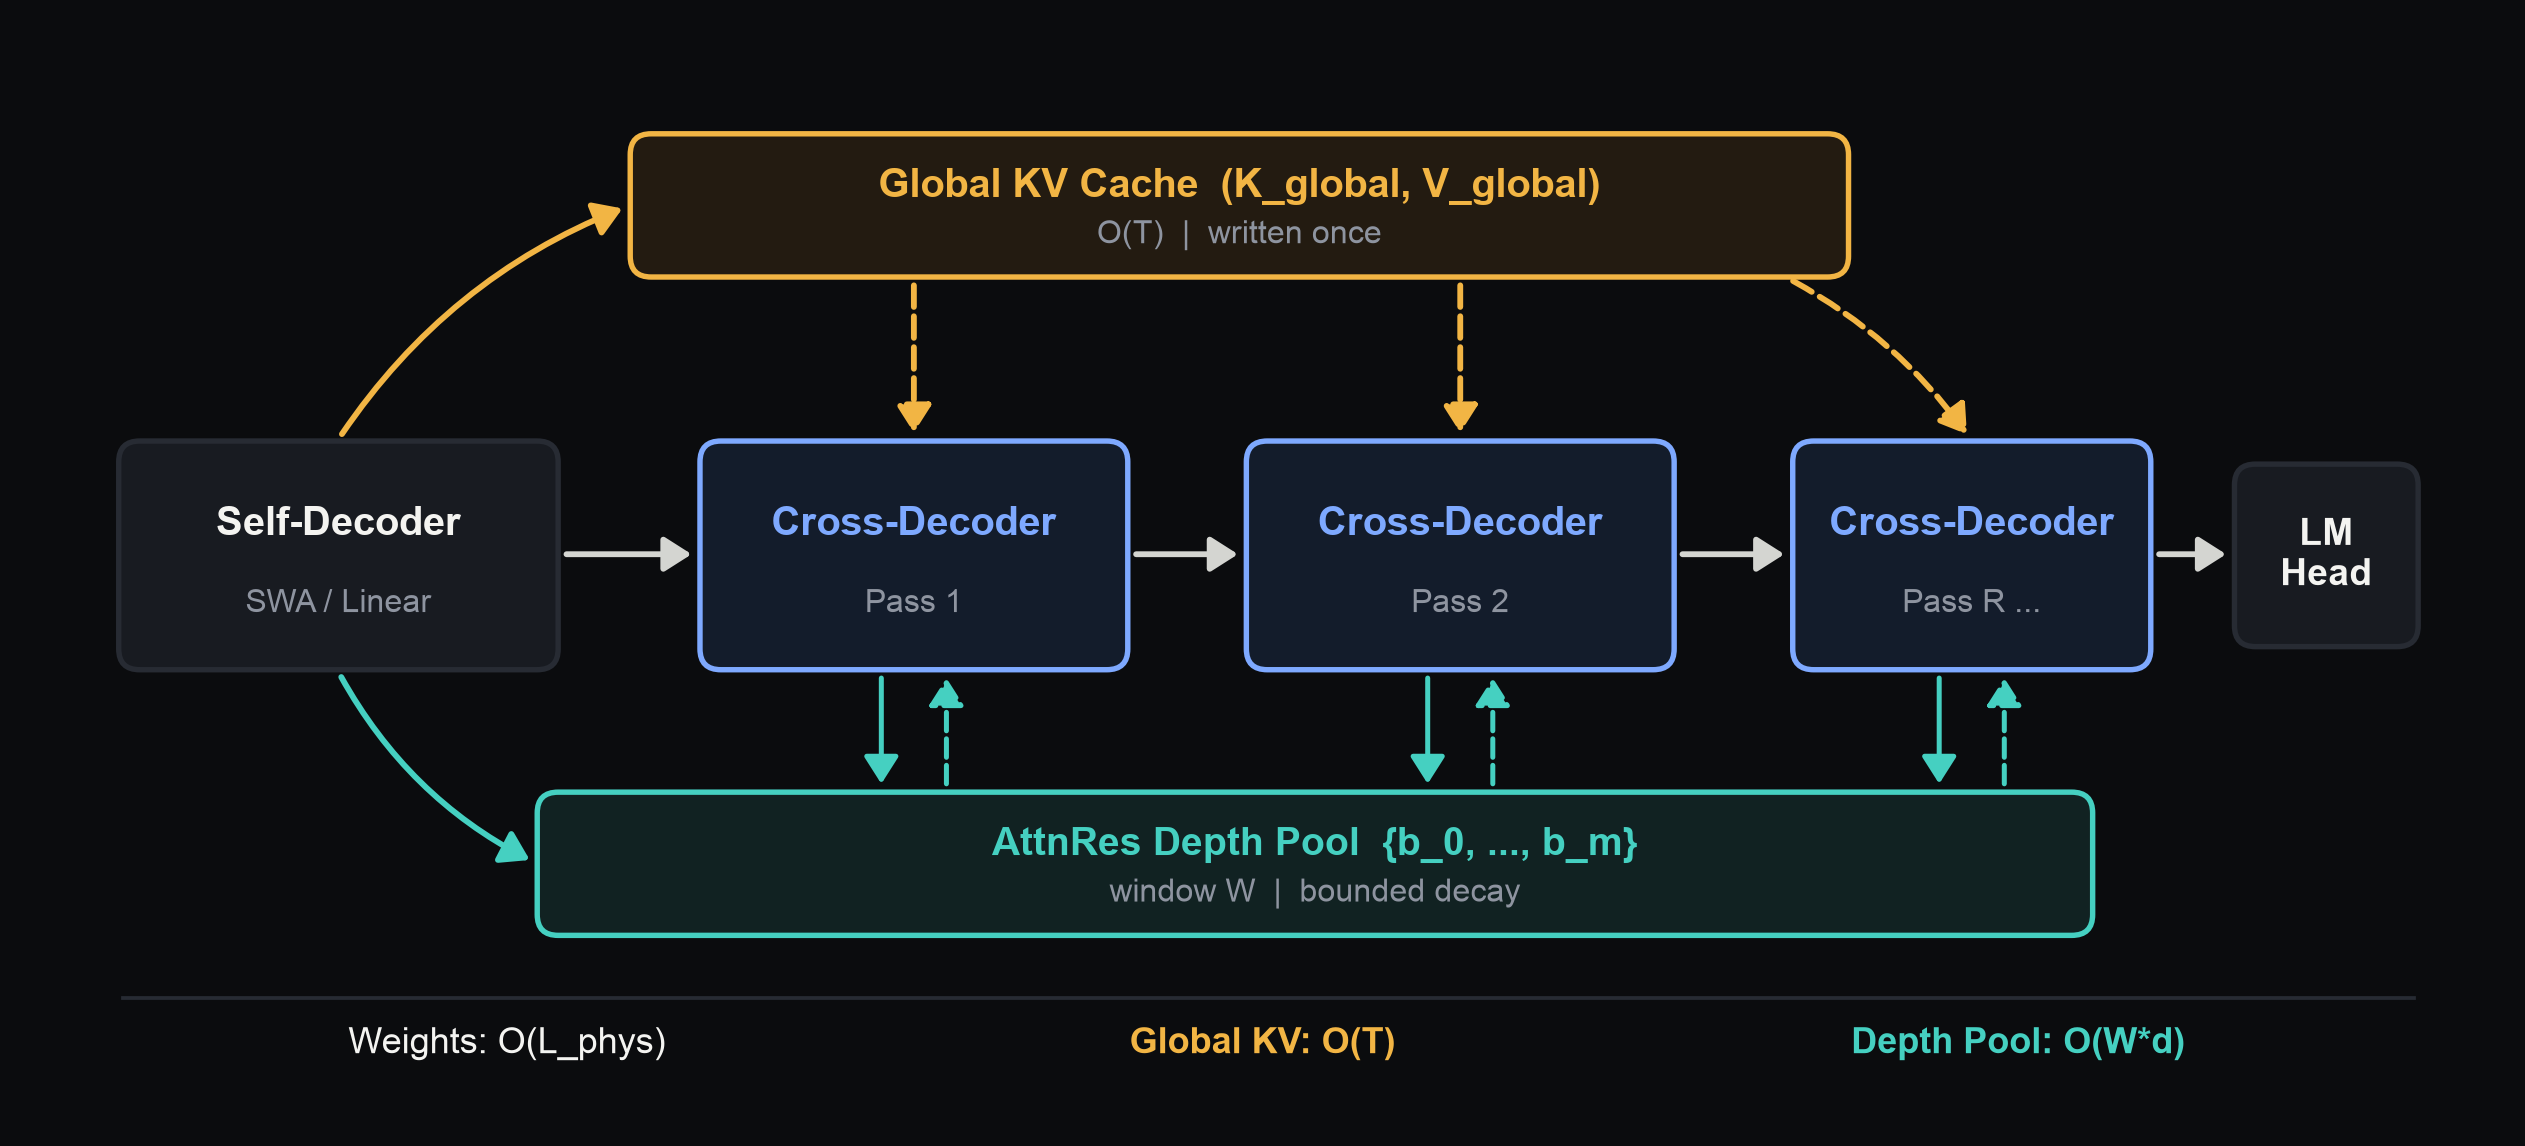 Global KV Cache (K_global, V_global)
O(T) | written once
Self-Decoder
SWA / Linear
Cross-Decoder
Pass 1
Cross-Decoder
Pass 2
Cross-Decoder
Pass R ...
LM
Head
AttnRes Depth Pool {b_0, ..., b_m}
window W | bounded decay
Weights: O(L_phys)
Global KV: O(T)
Depth Pool: O(W*d)